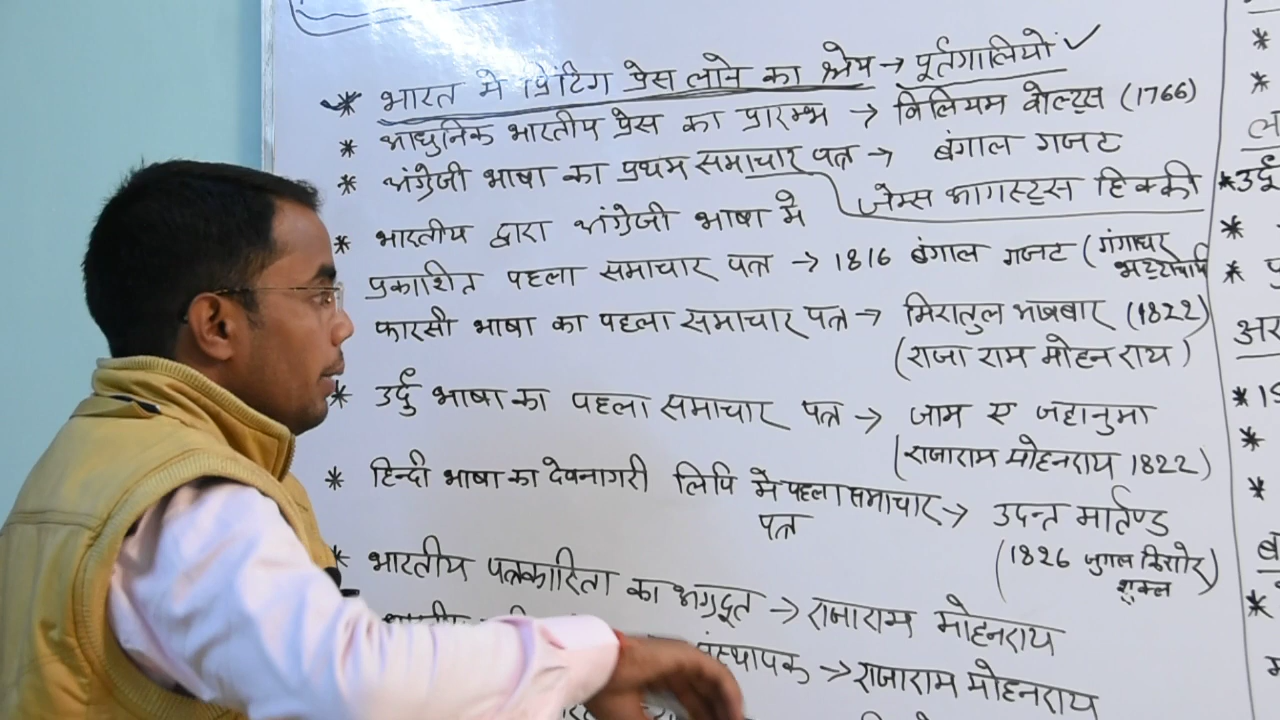 * भारत मे प्रिटिंग प्रेस लाने का श्रेय → पूर्तगालियो ✓
* आधुनिक भारतीय प्रेस का प्रारम्भ → विलियम वोल्ट्स (1766)
* अंग्रेजी भाषा का प्रथम समाचार पत्र → बंगाल गजट
जेम्स आगस्ट्स हिक्की
* भारतीय द्वारा अंग्रेजी भाषा मे
प्रकाशित पहला समाचार पत्र → 1816 बंगाल गजट (गंगाधर
भट्टाचार्य
फारसी भाषा का पहला समाचार पत्र → मिरातुल अखबार (1822)
(राजा राम मोहन राय)
* उर्दु भाषा का पहला समाचार पत्र → जाम ए जहानुमा
(राजाराम मोहनराय 1822)
* हिन्दी भाषा का देवनागरी लिपि में पहला समाचार → उदन्त मार्तण्ड
पत्र
(1826 जुगल किशोर)
शुक्ल
* भारतीय पत्रकारिता का अग्रदूत → राजाराम मोहनराय
संस्थापक → राजाराम मोहनराय
*
*
*उर्दू
*
*
*
*
*
*